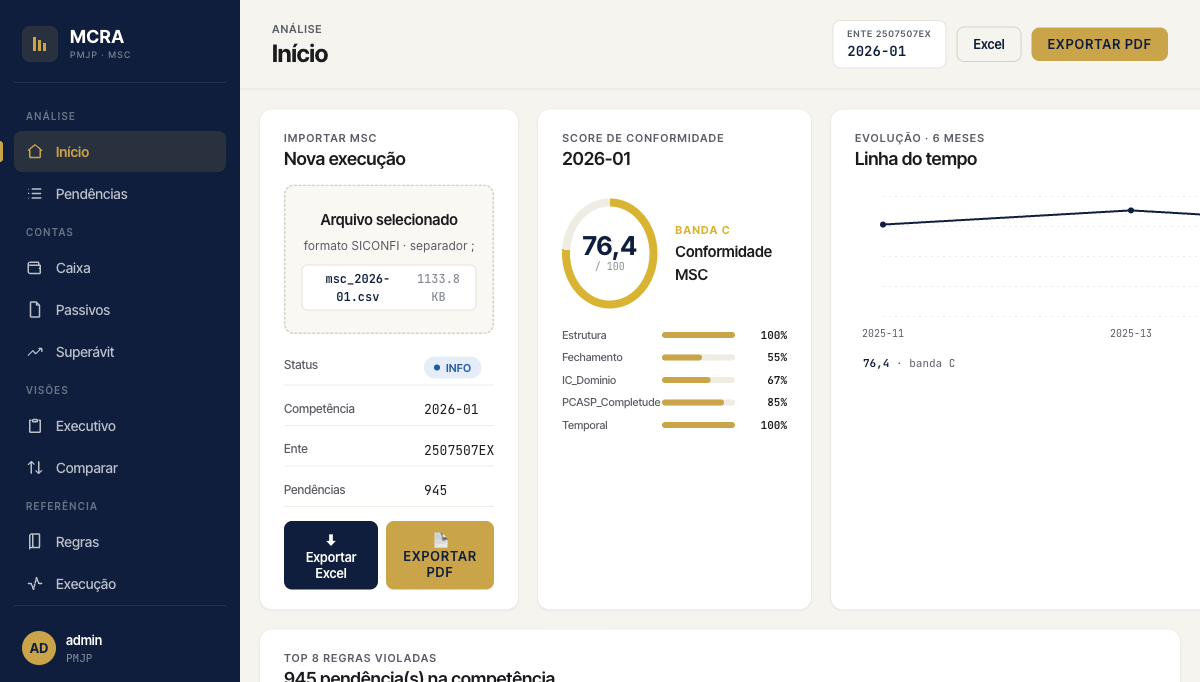 MCRA
PMJP · MSC
ANÁLISE
Início
Pendências
CONTAS
Caixa
Passivos
Superávit
VISÕES
Executivo
Comparar
REFERÊNCIA
Regras
Execução
AD
admin
PMJP
ANÁLISE
Início
ENTE 2507507EX
2026-01
Excel
EXPORTAR PDF
IMPORTAR MSC
Nova execução
Arquivo selecionado
formato SICONFI · separador ;
msc_2026-
01.csv
1133.8
KB
Status
INFO
Competência
2026-01
Ente
2507507EX
Pendências
945
Exportar
Excel
EXPORTAR
PDF
SCORE DE CONFORMIDADE
2026-01
76,4
/ 100
BANDA C
Conformidade
MSC
Estrutura 100%
Fechamento 55%
IC_Dominio 67%
PCASP_Completude 85%
Temporal 100%
EVOLUÇÃO · 6 MESES
Linha do tempo
2025-11
2025-13
76,4 · banda C
TOP 8 REGRAS VIOLADAS
945 pendência(s) na competência